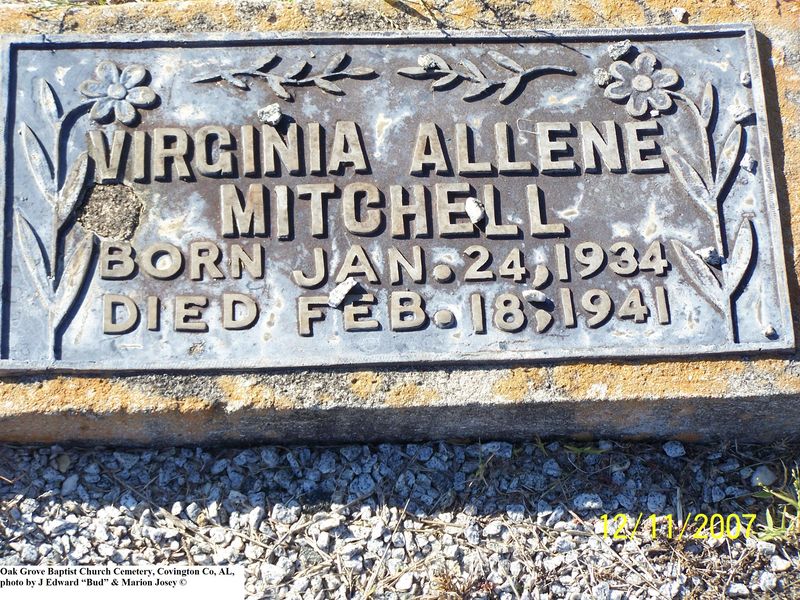 VIRGINIA ALLENE
MITCHELL
BORN JAN. 24, 1934
DIED FEB. 18, 1941
12/11/2007
Oak Grove Baptist Church Cemetery, Covington Co, AL,
photo by J Edward “Bud” & Marion Josey ©